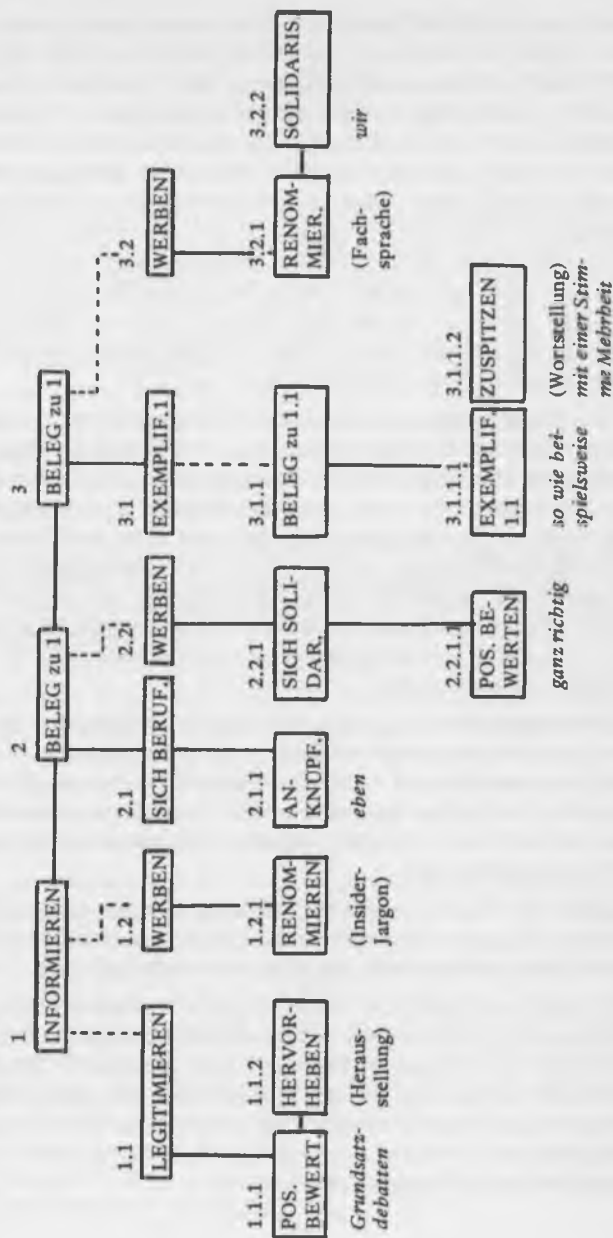 1
INFORMIEREN
2
BELEG zu 1
3
BELEG zu 1
1.1
LEGITIMIEREN
1.2
WERBEN
2.1
SICH BERUF.
2.2
WERBEN
3.1
EXEMPLIF.1
3.2
WERBEN
1.1.1
POS.
BEWERT.
Grundsatz-
debatten
1.1.2
HERVOR-
HEBEN
(Heraus-
stellung)
1.2.1
RENOM-
MIEREN
(Insider-
Jargon)
2.1.1
AN-
KNÜPF.
eben
2.2.1
SICH SOLI-
DAR.
3.1.1
BELEG zu 1.1
3.2.1
RENOM-
MIER.
(Fach-
sprache)
3.2.2
SOLIDARIS.
wir
2.2.1.1
POS. BE-
WERTEN
ganz richtig
3.1.1.1
EXEMPLIF.
1.1
so wie bei-
spielsweise
3.1.1.2
ZUSPITZEN
(Wortstellung)
mit einer Stim-
me Mehrheit